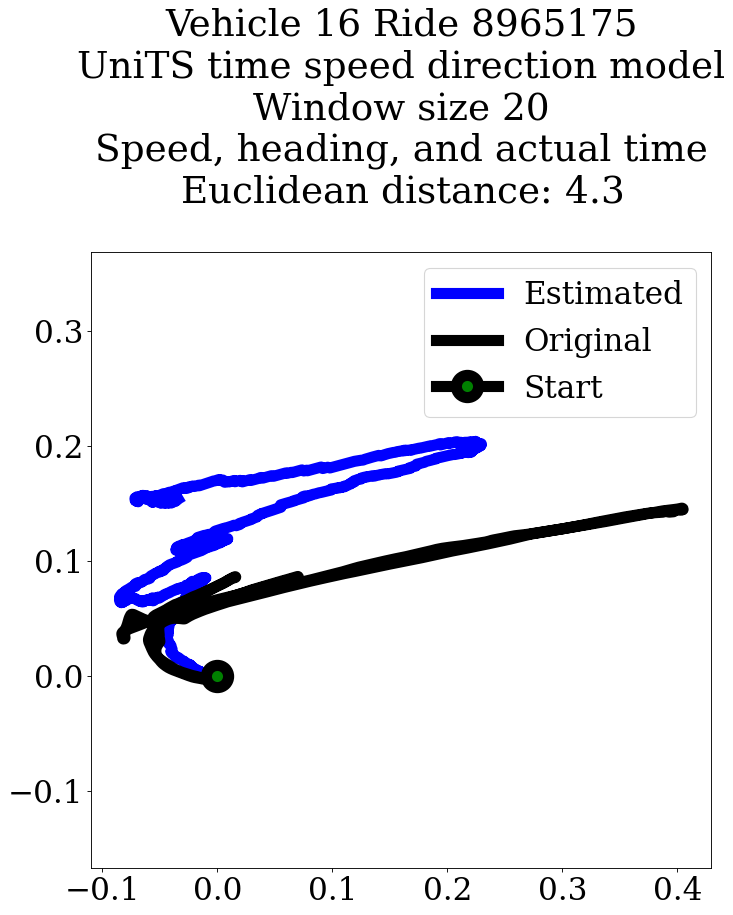 Vehicle 16 Ride 8965175
UniTS time speed direction model
Window size 20
Speed, heading, and actual time
Euclidean distance: 4.3
Estimated
Original
Start
0.3
0.2
0.1
0.0
−0.1
−0.1 0.0 0.1 0.2 0.3 0.4